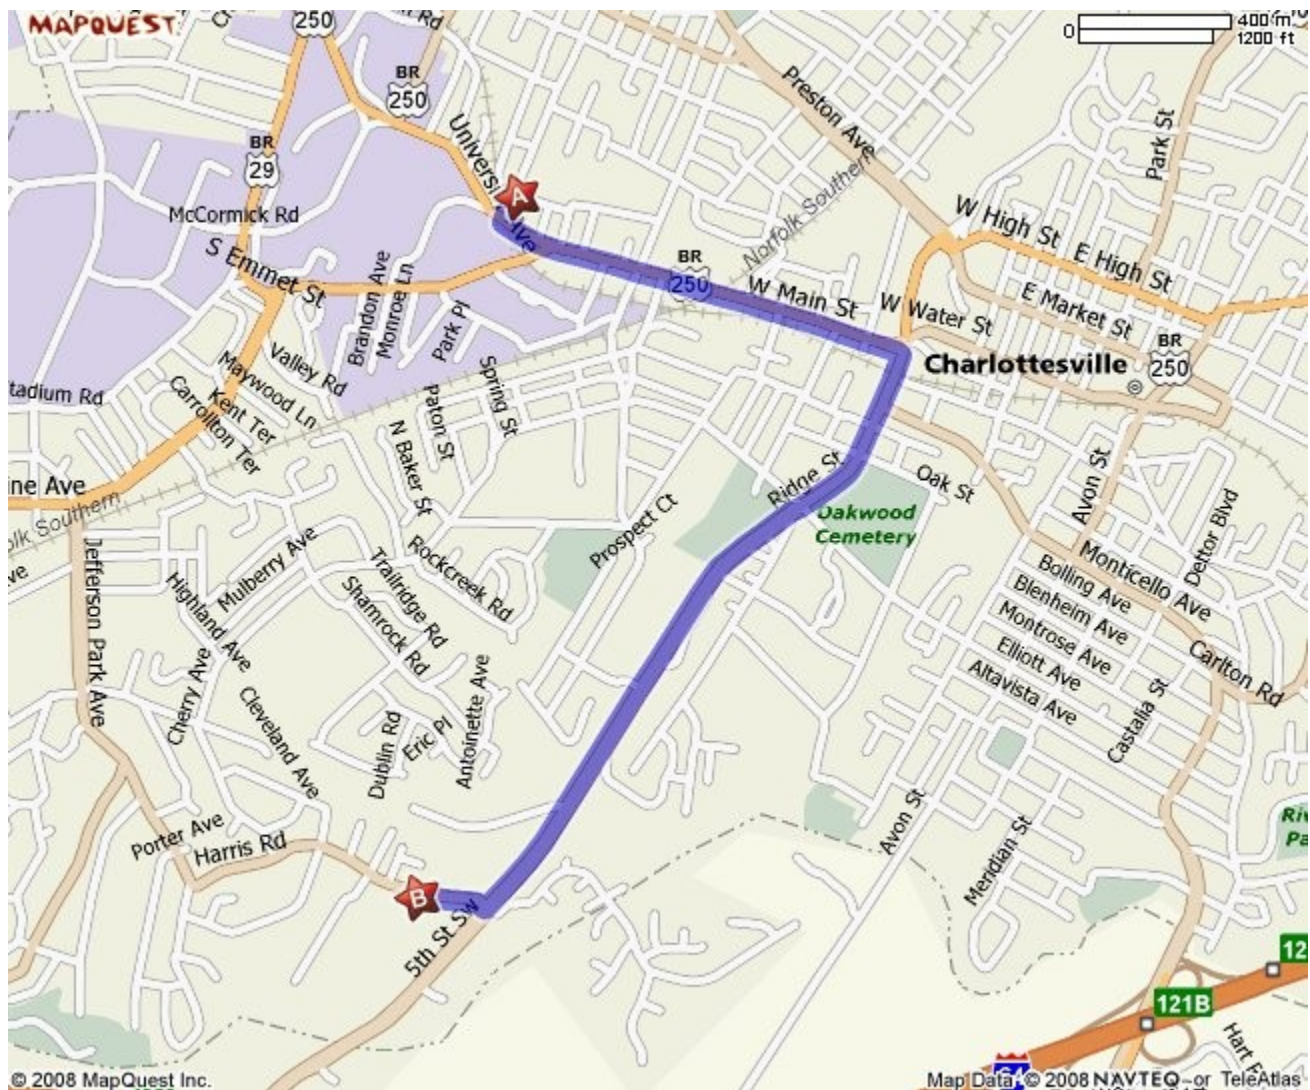 MAPQUEST.
250
400 m
1200 ft
0
BR
250
BR
29
Preston Ave
Park St
McCormick Rd
A
Norfolk Southern
W High St
E High St
S Emmet St
BR
250
W Main St
W Water St
E Market St
Brandon Ave
Monroe Ln
Park Pl
BR
250
Charlottesville
Valley Rd
Maywood Ln
Kent Ter
Carrollton Ter
Spring St
Paton St
N Baker St
Ridge St
Oak St
Oakwood
Cemetery
Avon St
Dettor Blvd
Prospect Ct
Jefferson Park Ave
Mulberry Ave
Highland Ave
Rockcreek Rd
Trailridge Rd
Shamrock Rd
Monticello Ave
Bolling Ave
Blenheim Ave
Montrose Ave
Elliott Ave
Altavista Ave
Carlton Rd
Castalia St
Cherry Ave
Cleveland Ave
Dublin Rd
Eric Pl
Antoinette Ave
Porter Ave
Harris Rd
Avon St
Meridian St
B
5th St SW
121B
64
© 2008 MapQuest Inc.
Map Data © 2008 NAVTEQ or TeleAtlas